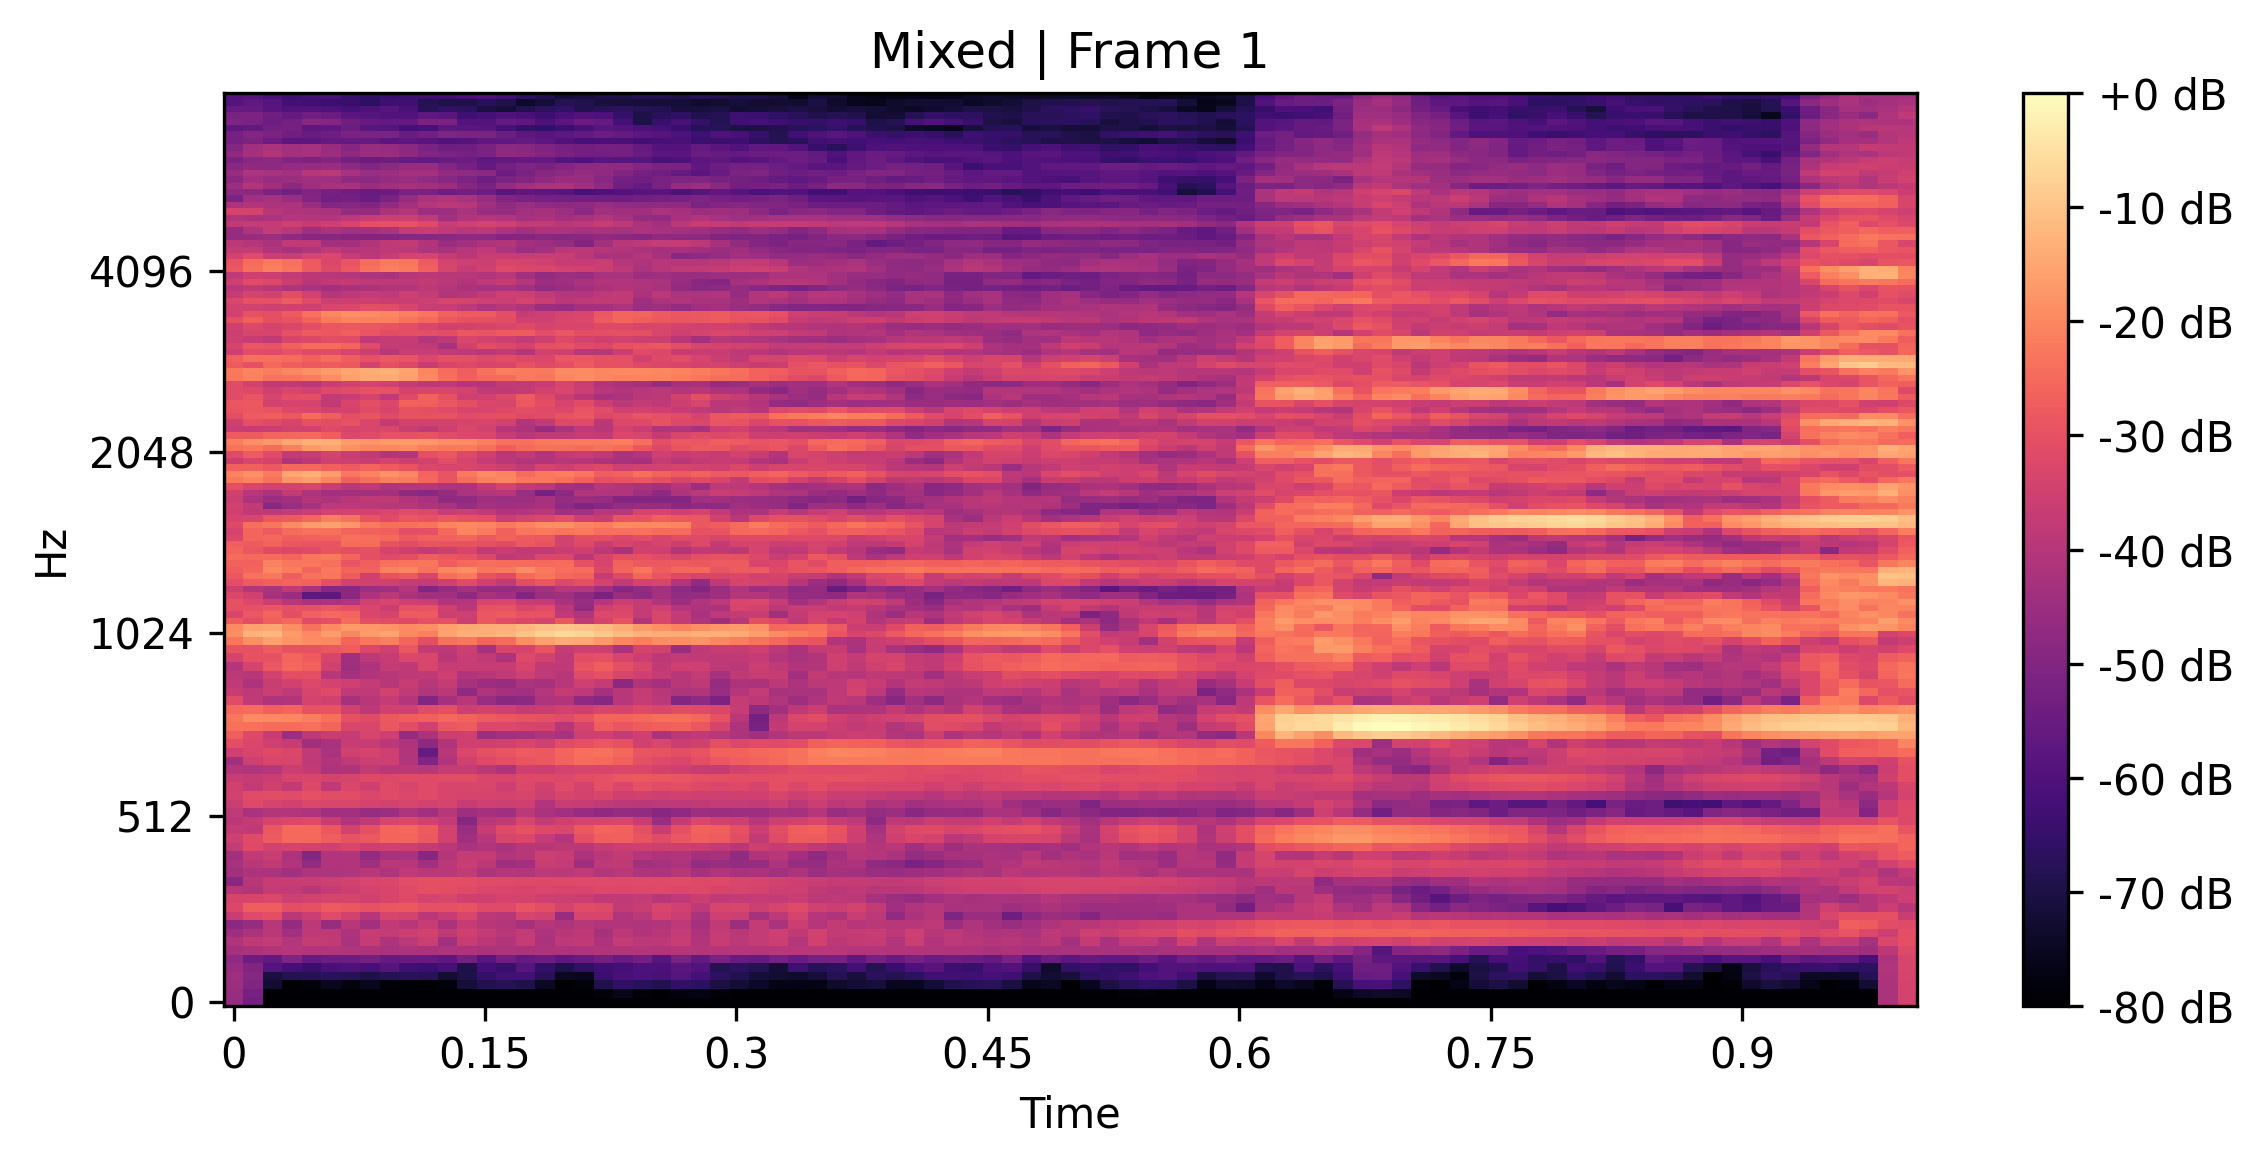 Mixed | Frame 1
+0 dB
-10 dB
-20 dB
-30 dB
-40 dB
-50 dB
-60 dB
-70 dB
-80 dB
Hz
4096
2048
1024
512
0
0 0.15 0.3 0.45 0.6 0.75 0.9
Time